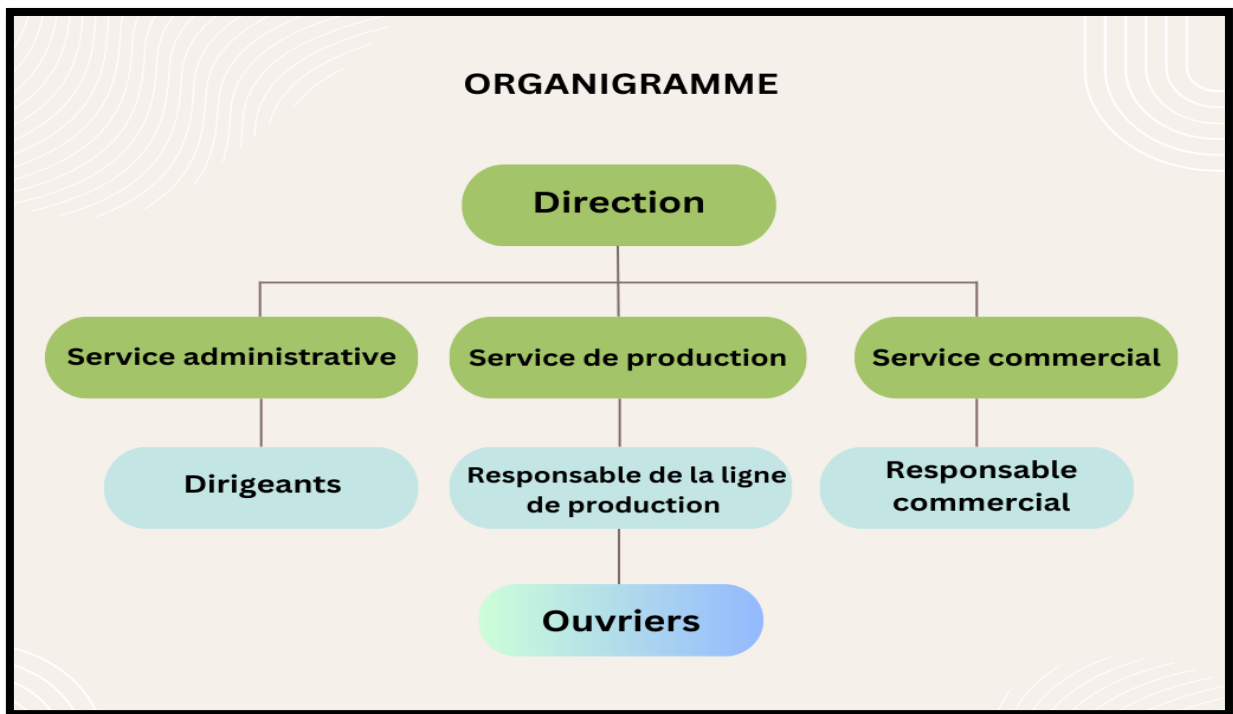 ORGANIGRAMME
Direction
Service administrative
Service de production
Service commercial
Dirigeants
Responsable de la ligne
de production
Responsable
commercial
Ouvriers